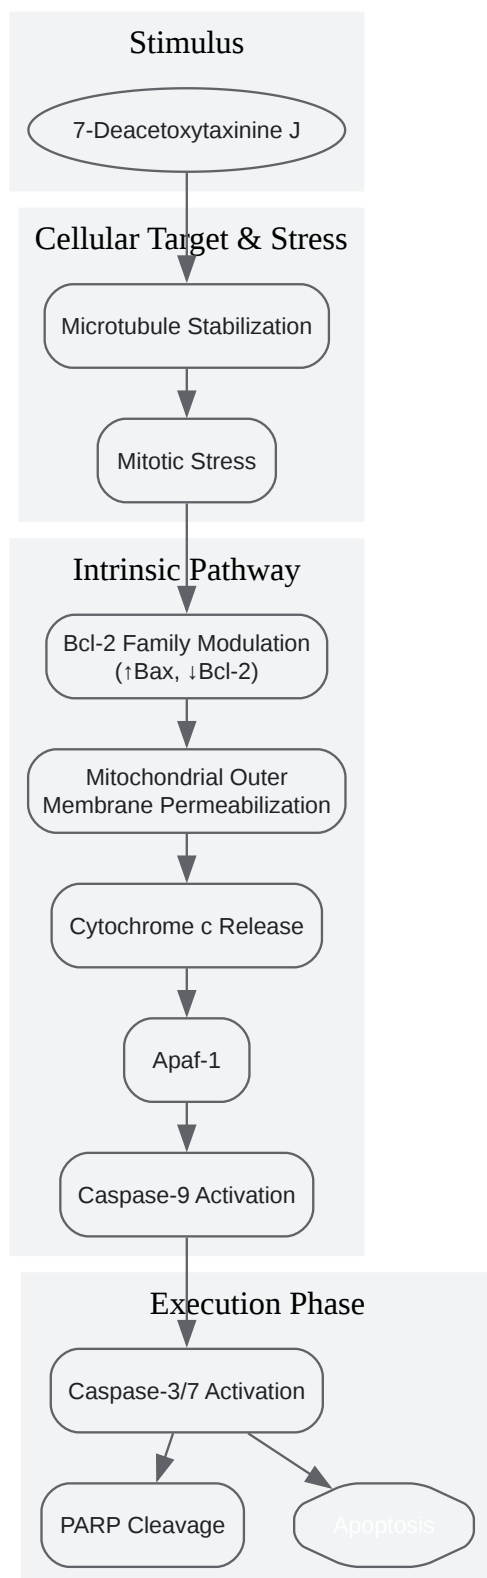 Stimulus
7-Deacetoxytaxinine J
Cellular Target & Stress
Microtubule Stabilization
Mitotic Stress
Intrinsic Pathway
Bcl-2 Family Modulation
(↑Bax, ↓Bcl-2)
Mitochondrial Outer
Membrane Permeabilization
Cytochrome c Release
Apaf-1
Caspase-9 Activation
Execution Phase
Caspase-3/7 Activation
PARP Cleavage
Apoptosis